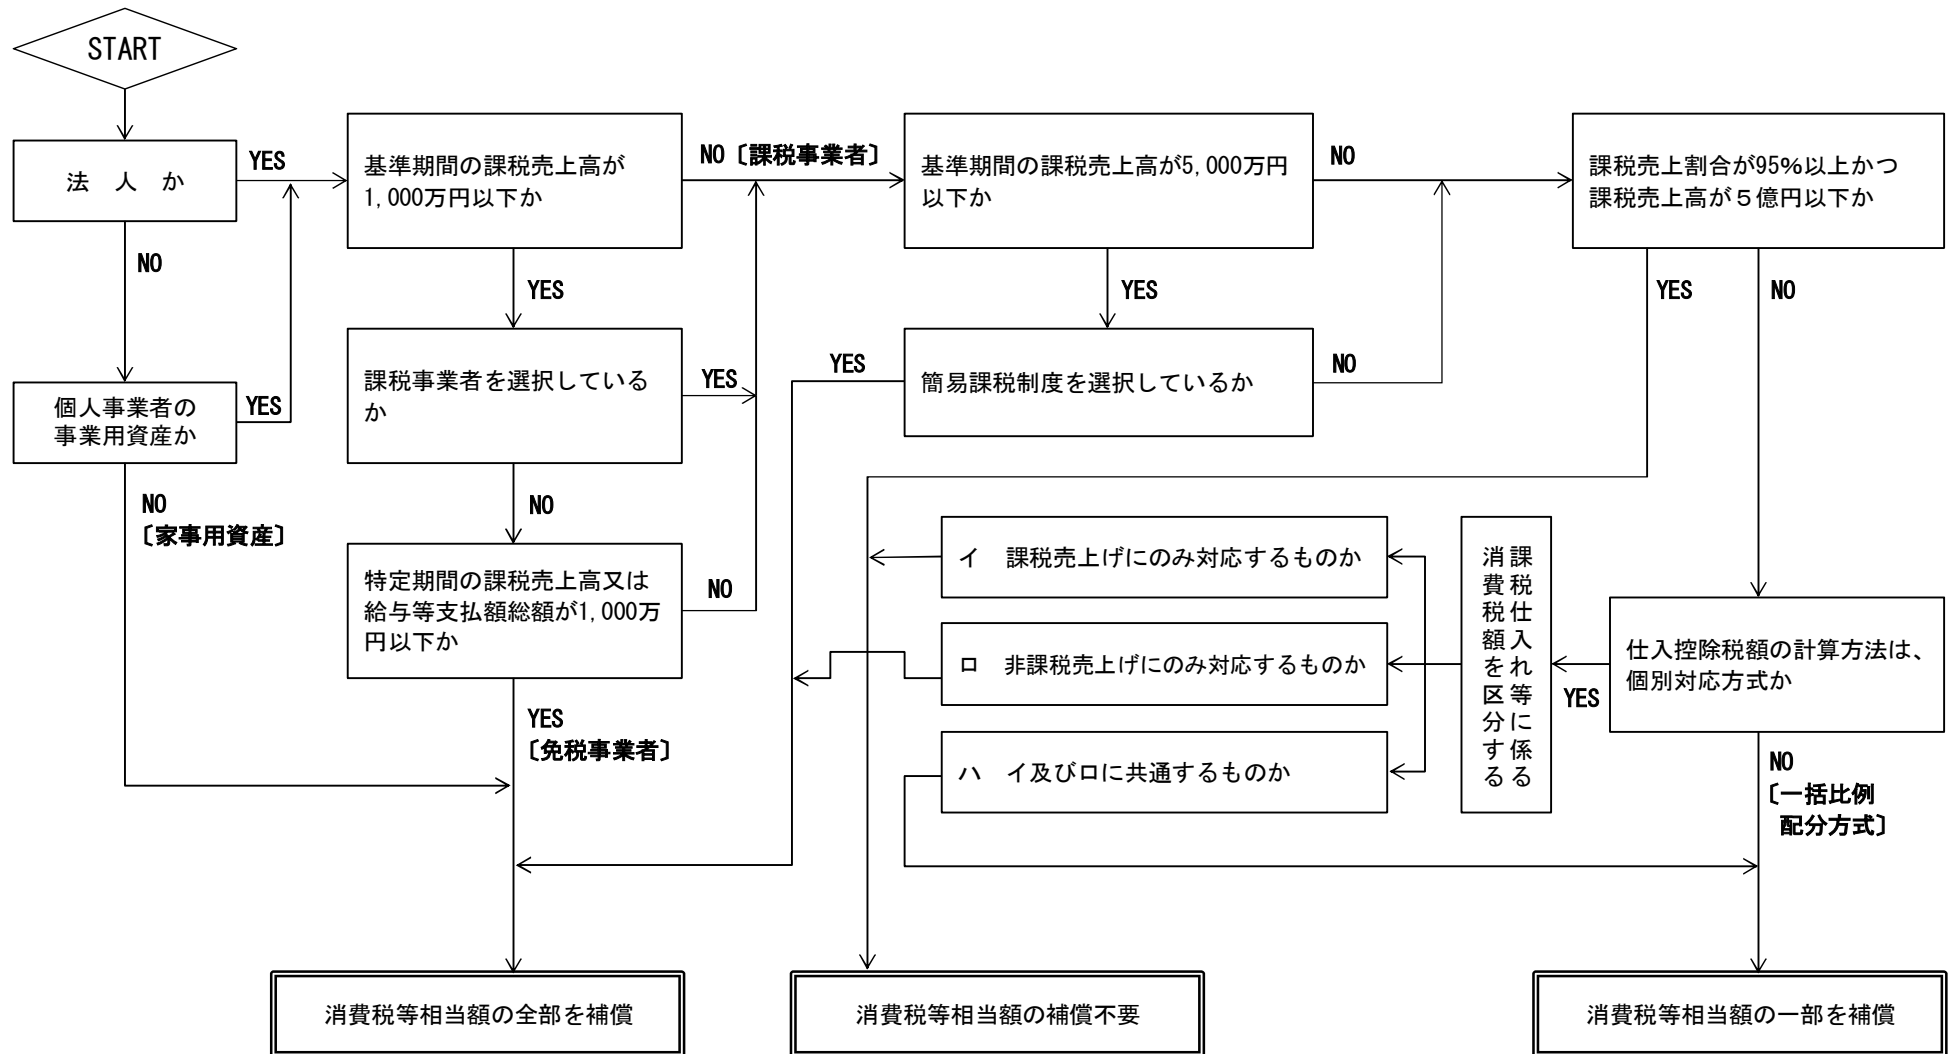 START
法　人　か
YES
NO
個人事業者の
事業用資産か
YES
NO
〔家事用資産〕
基準期間の課税売上高が
1,000万円以下か
NO〔課税事業者〕
YES
課税事業者を選択している
か
YES
NO
特定期間の課税売上高又は
給与等支払額総額が1,000万
円以下か
NO
YES
〔免税事業者〕
基準期間の課税売上高が5,000万円
以下か
NO
YES
簡易課税制度を選択しているか
YES
NO
課税売上割合が95%以上かつ
課税売上高が５億円以下か
YES
NO
仕入控除税額の計算方法は、
個別対応方式か
YES
NO
〔一括比例
配分方式〕
課税仕入れ等に係る
消費税額を区分する
イ　課税売上げにのみ対応するものか
ロ　非課税売上げにのみ対応するものか
ハ　イ及びロに共通するものか
消費税等相当額の全部を補償
消費税等相当額の補償不要
消費税等相当額の一部を補償